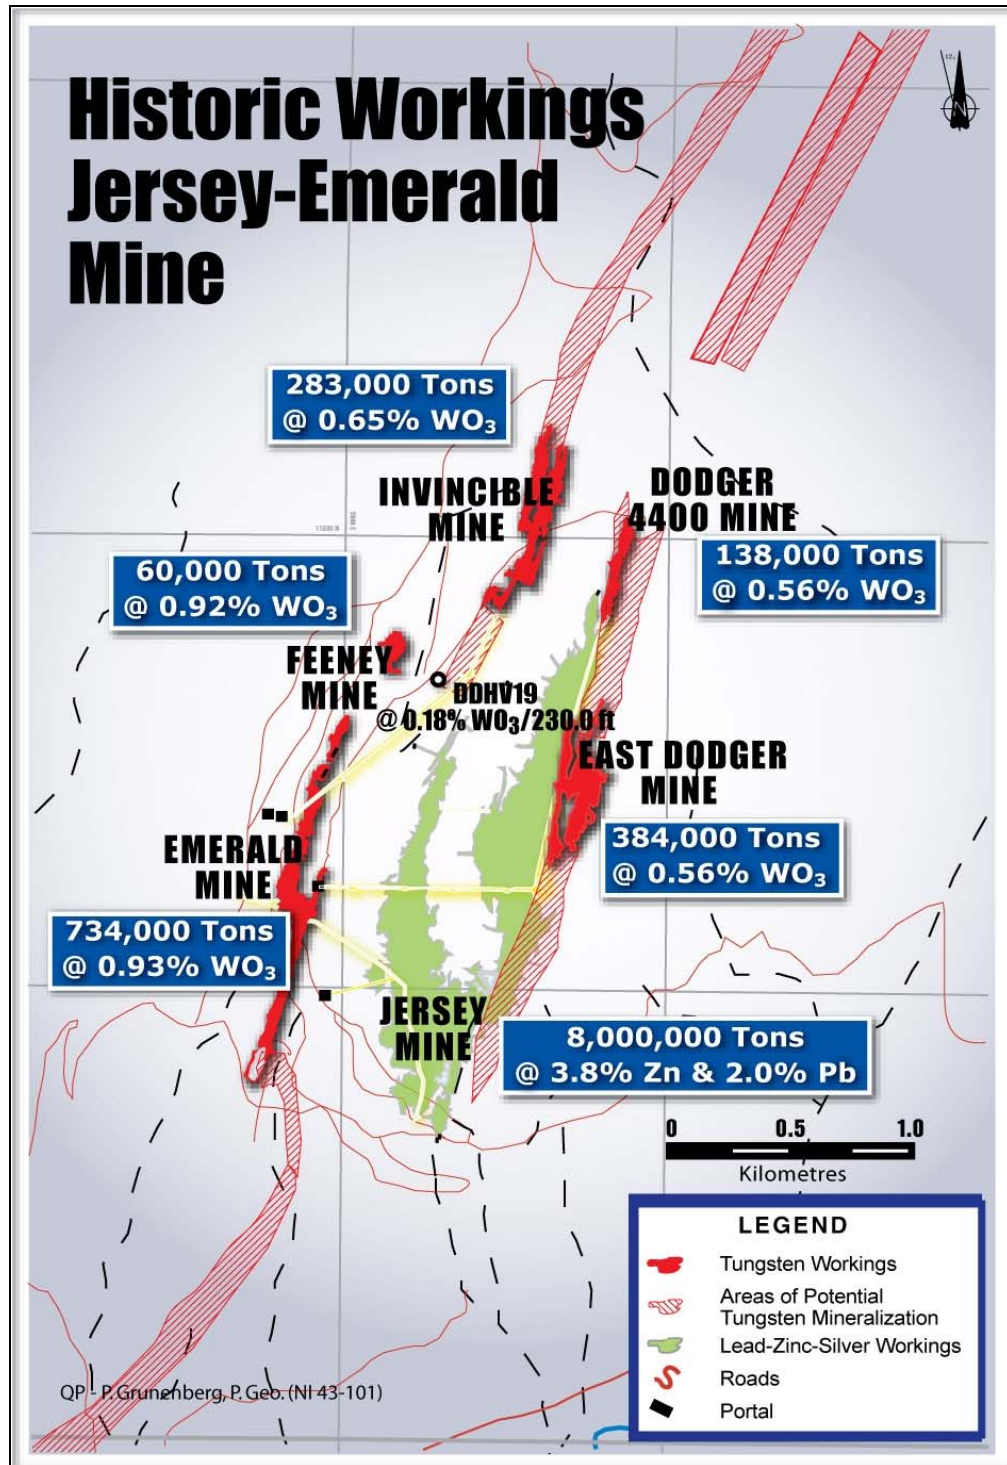 Historic Workings
Jersey-Emerald
Mine
N
283,000 Tons
@ 0.65% WO₃
INVINCIBLE
MINE
DODGER
4400 MINE
138,000 Tons
@ 0.56% WO₃
60,000 Tons
@ 0.92% WO₃
FEENEY
MINE
DDHV19
@ 0.18% WO₃/230.0 ft
EAST DODGER
MINE
384,000 Tons
@ 0.56% WO₃
EMERALD
MINE
734,000 Tons
@ 0.93% WO₃
JERSEY
MINE
8,000,000 Tons
@ 3.8% Zn & 2.0% Pb
0 0.5 1.0
Kilometres
LEGEND
Tungsten Workings
Areas of Potential
Tungsten Mineralization
Lead-Zinc-Silver Workings
Roads
Portal
QP - P. Grunenberg, P. Geo. (NI 43-101)